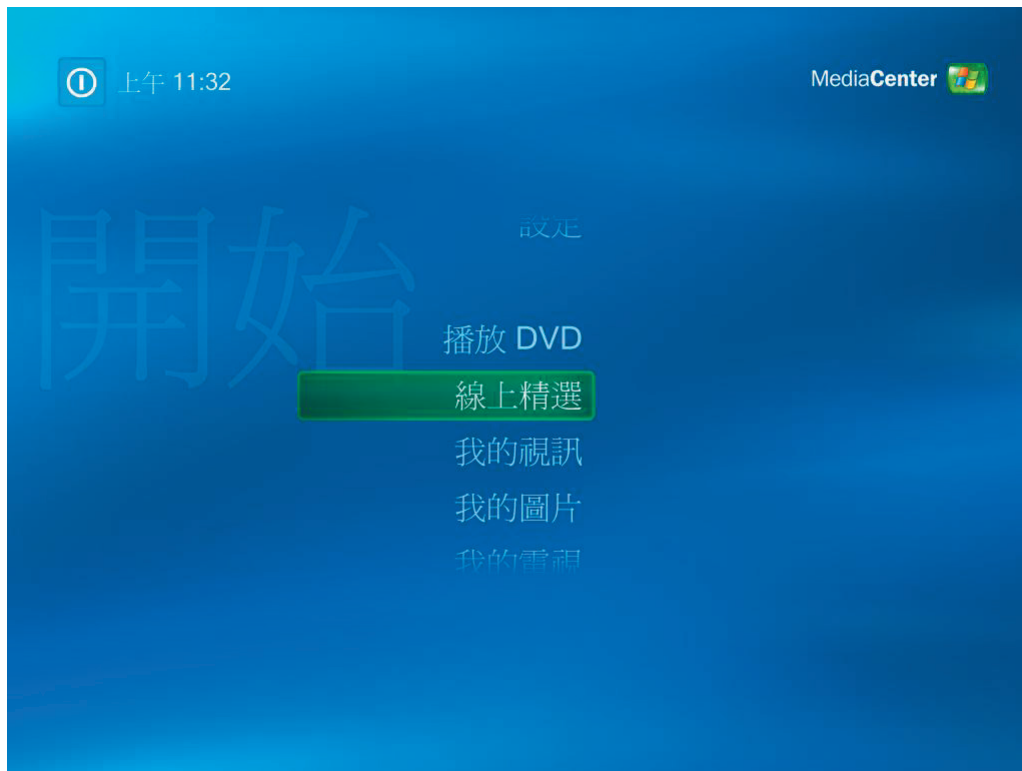 上午 11:32
MediaCenter
開始
設定
播放 DVD
線上精選
我的視訊
我的圖片
我的電視